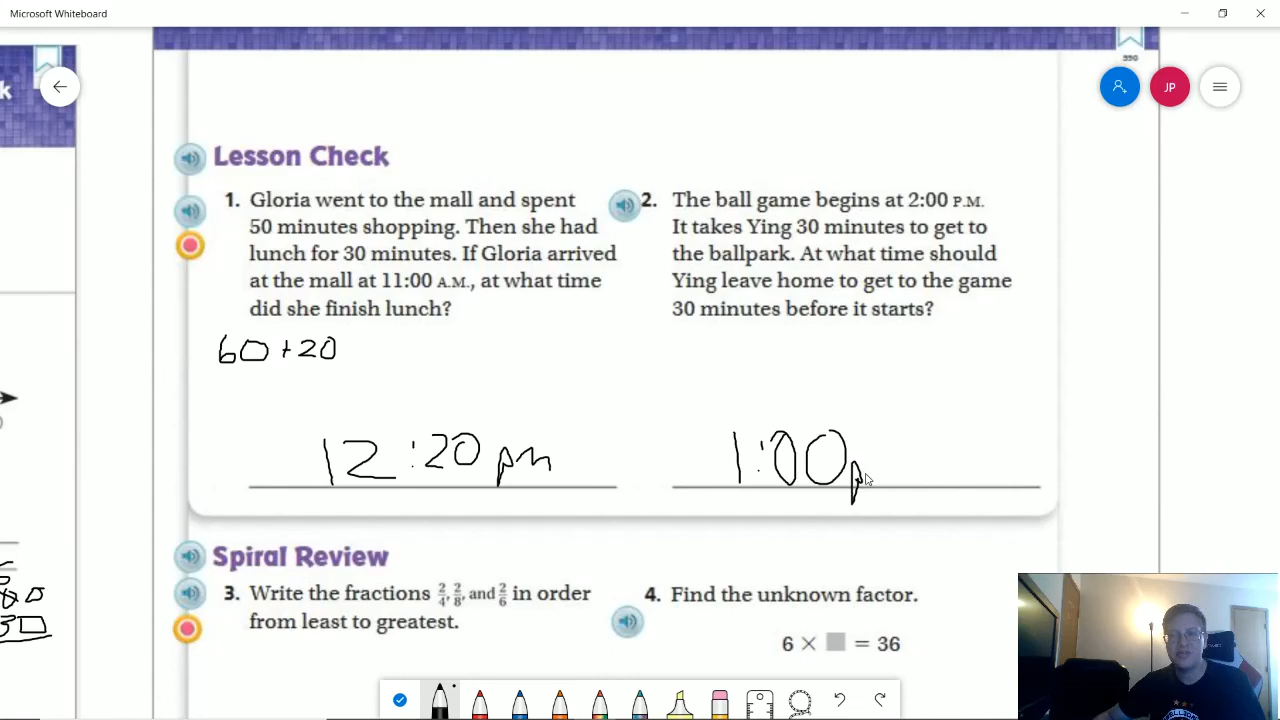 Microsoft Whiteboard
k
550
JP
Lesson Check
1. Gloria went to the mall and spent
50 minutes shopping. Then she had
lunch for 30 minutes. If Gloria arrived
at the mall at 11:00 A.M., at what time
did she finish lunch?
60 + 20
12:20 pm
2. The ball game begins at 2:00 P.M.
It takes Ying 30 minutes to get to
the ballpark. At what time should
Ying leave home to get to the game
30 minutes before it starts?
1:00 p
Spiral Review
3. Write the fractions 2/4, 2/8, and 2/6 in order
from least to greatest.
4. Find the unknown factor.
6 × ■ = 36